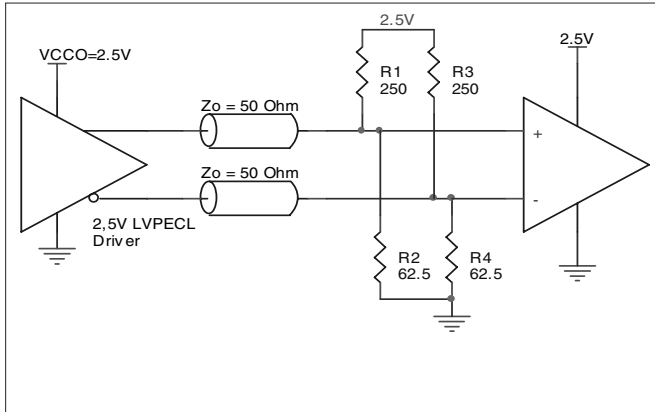 2.5V
VCCO=2.5V
2.5V
R1
250
R3
250
Zo = 50 Ohm
+
Zo = 50 Ohm
-
2,5V LVPECL
Driver
R2
62.5
R4
62.5